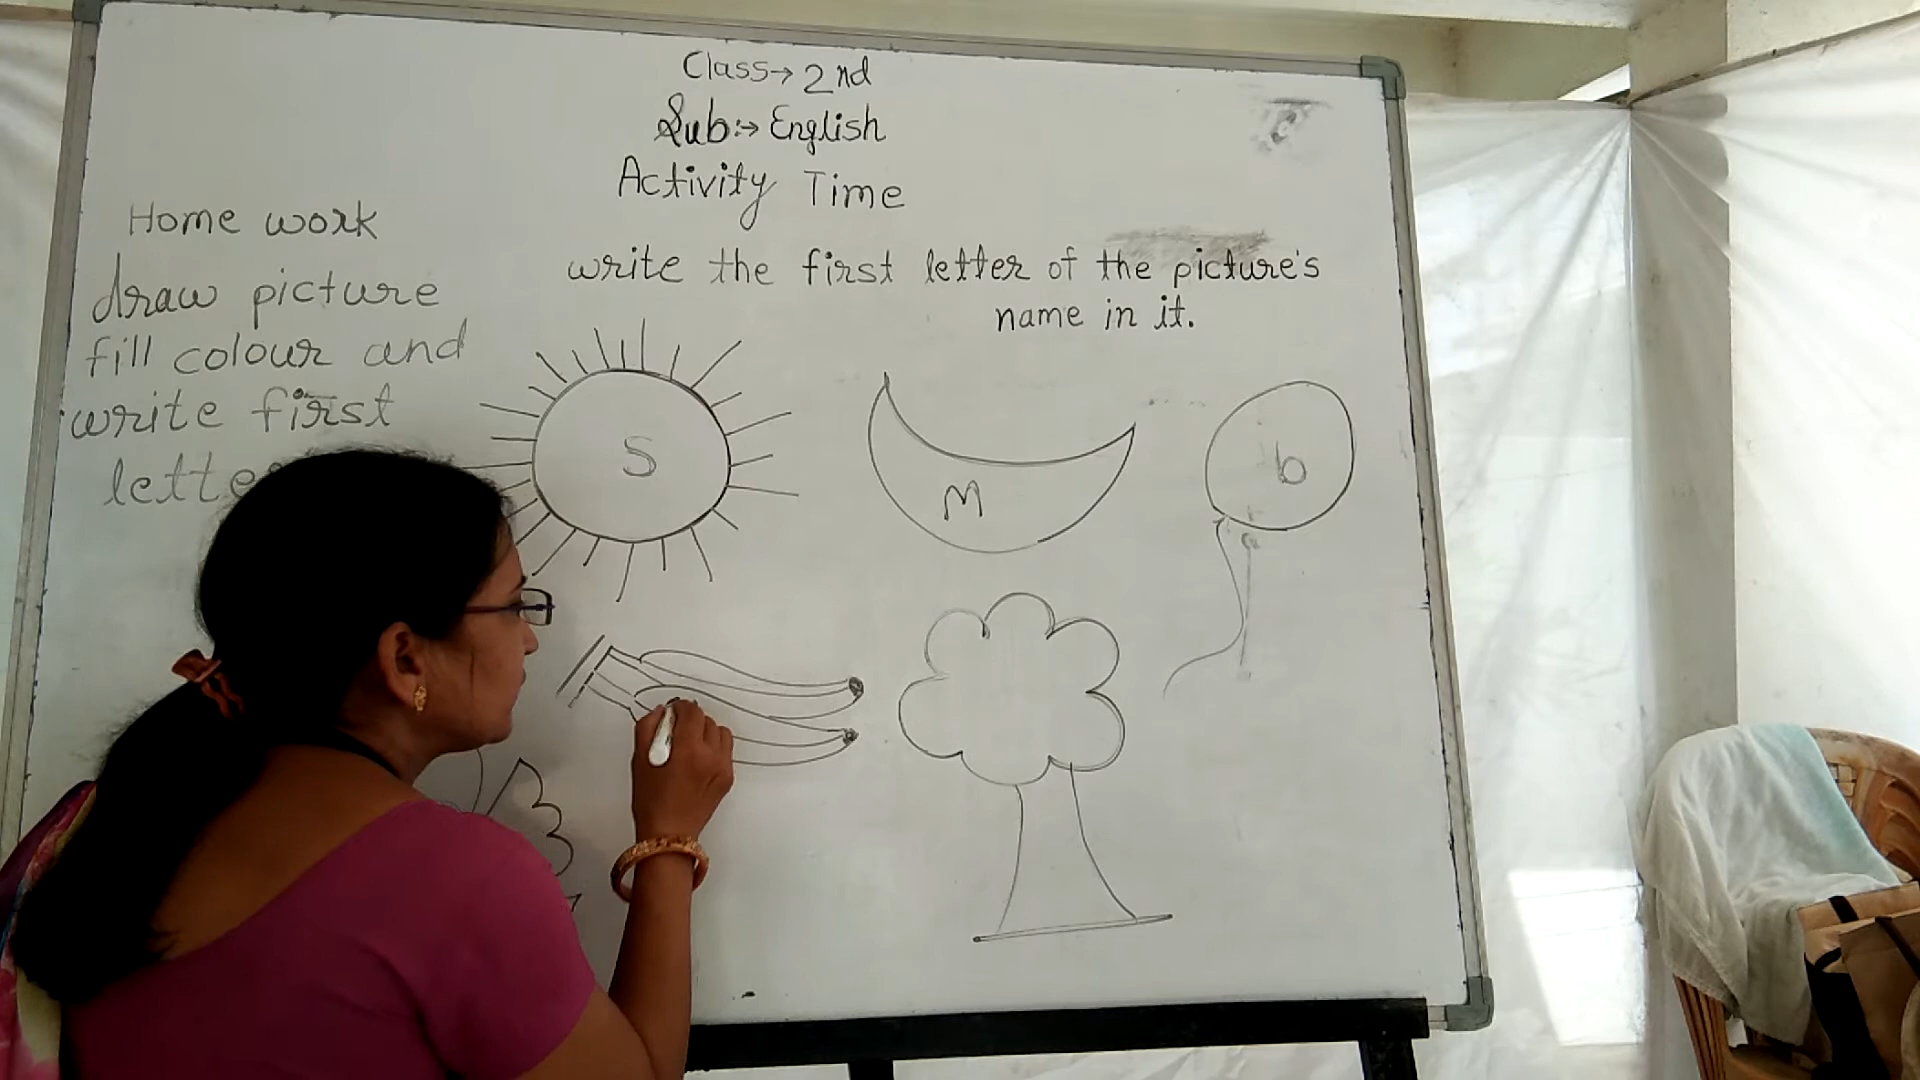 Class→ 2nd
Sub:→ English
Activity Time
Home work
draw picture
fill colour and
write first
write the first letter of the picture's
name in it.
S
M
b